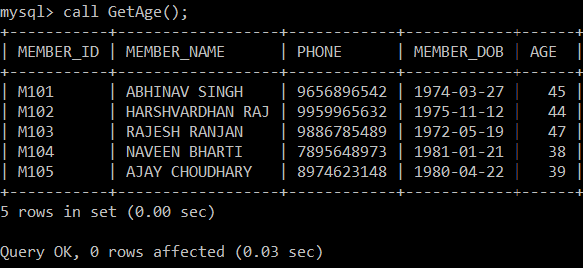 mysql> call GetAge();
+-----------+------------------+------------+------------+------+
| MEMBER_ID | MEMBER_NAME      | PHONE      | MEMBER_DOB | AGE  |
+-----------+------------------+------------+------------+------+
| M101      | ABHINAV SINGH    | 9656896542 | 1974-03-27 |   45 |
| M102      | HARSHVARDHAN RAJ | 9959965632 | 1975-11-12 |   44 |
| M103      | RAJESH RANJAN    | 9886785489 | 1972-05-19 |   47 |
| M104      | NAVEEN BHARTI    | 7895648973 | 1981-01-21 |   38 |
| M105      | AJAY CHOUDHARY   | 8974623148 | 1980-04-22 |   39 |
+-----------+------------------+------------+------------+------+
5 rows in set (0.00 sec)

Query OK, 0 rows affected (0.03 sec)